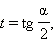 t = tg α/2,